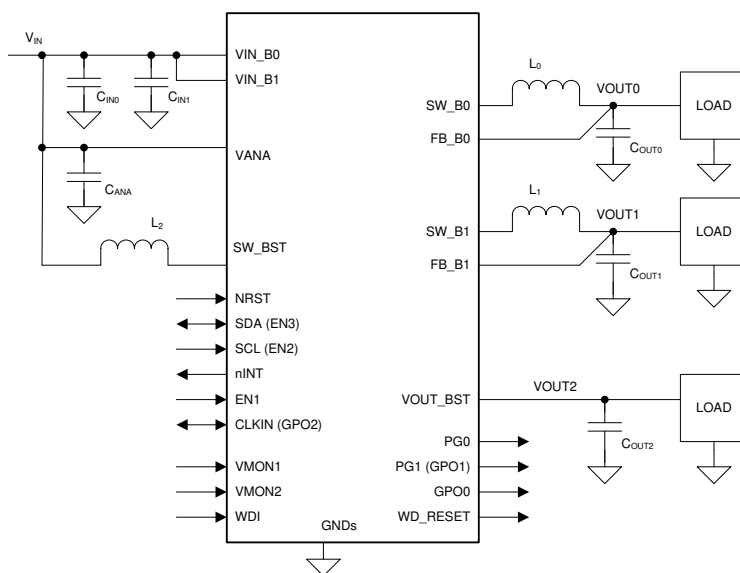 VIN
VIN_B0
VIN_B1
CIN0
CIN1
VANA
CANA
L2
SW_BST
NRST
SDA (EN3)
SCL (EN2)
nINT
EN1
CLKIN (GPO2)
VMON1
VMON2
WDI
GNDs
L0
VOUT0
SW_B0
FB_B0
COUT0
LOAD
L1
VOUT1
SW_B1
FB_B1
COUT1
LOAD
VOUT_BST
VOUT2
COUT2
LOAD
PG0
PG1 (GPO1)
GPO0
WD_RESET